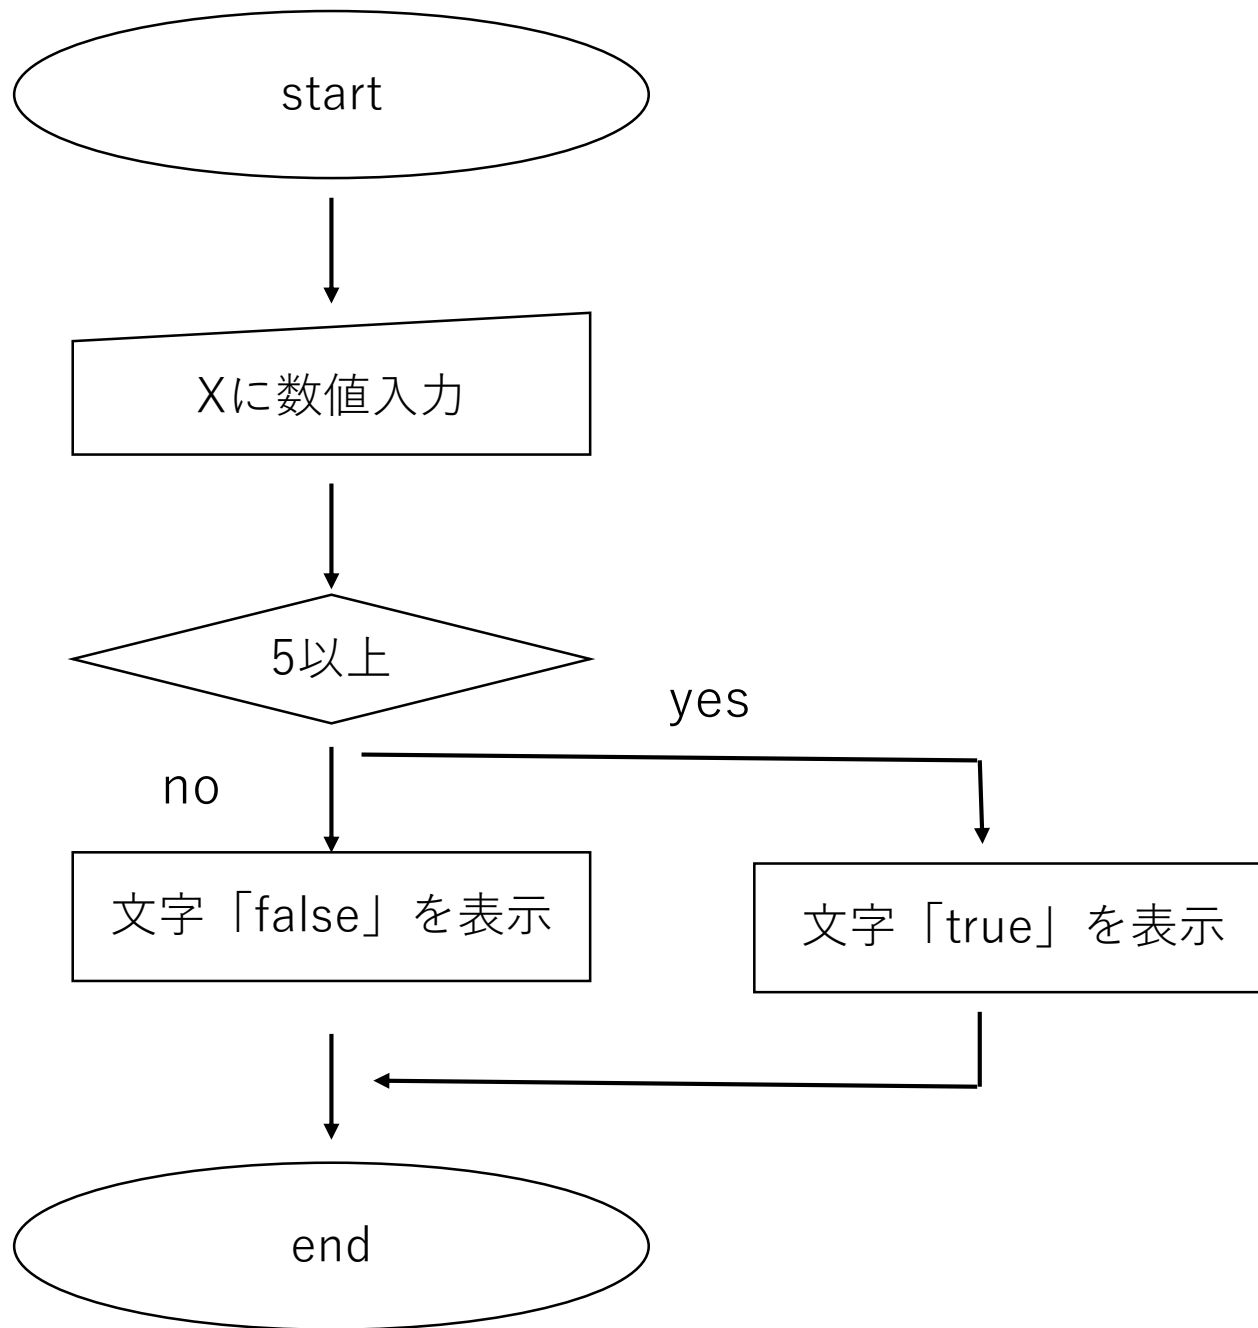 start
Xに数値入力
5以上
yes
no
文字「false」を表示
文字「true」を表示
end